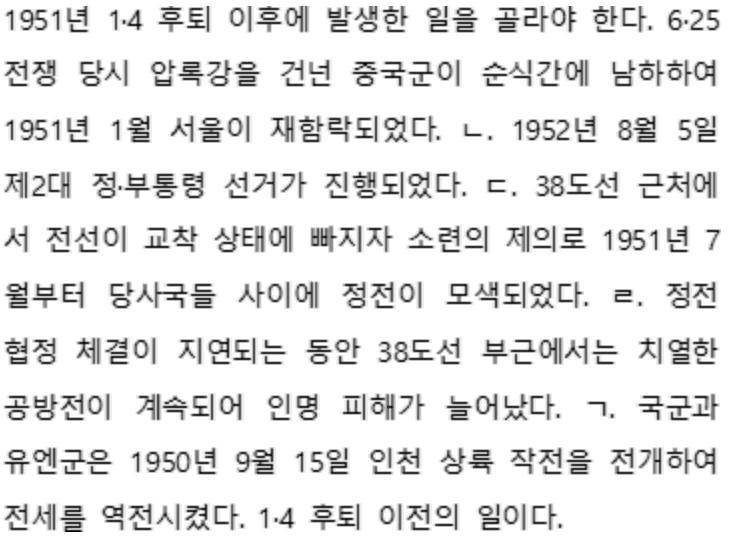 1951년 1·4 후퇴 이후에 발생한 일을 골라야 한다. 6·25
전쟁 당시 압록강을 건넌 중국군이 순식간에 남하하여
1951년 1월 서울이 재함락되었다. ㄴ. 1952년 8월 5일
제2대 정·부통령 선거가 진행되었다. ㄷ. 38도선 근처에
서 전선이 교착 상태에 빠지자 소련의 제의로 1951년 7
월부터 당사국들 사이에 정전이 모색되었다. ㄹ. 정전
협정 체결이 지연되는 동안 38도선 부근에서는 치열한
공방전이 계속되어 인명 피해가 늘어났다. ㄱ. 국군과
유엔군은 1950년 9월 15일 인천 상륙 작전을 전개하여
전세를 역전시켰다. 1·4 후퇴 이전의 일이다.